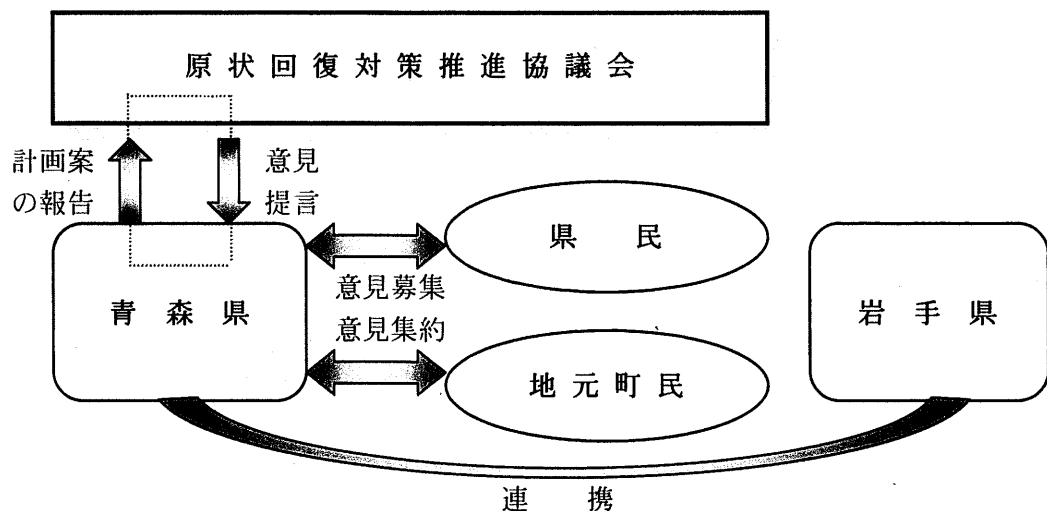 原状回復対策推進協議会
計画案
の報告
意見
提言
県民
意見募集
意見集約
青森県
岩手県
地元町民
連携